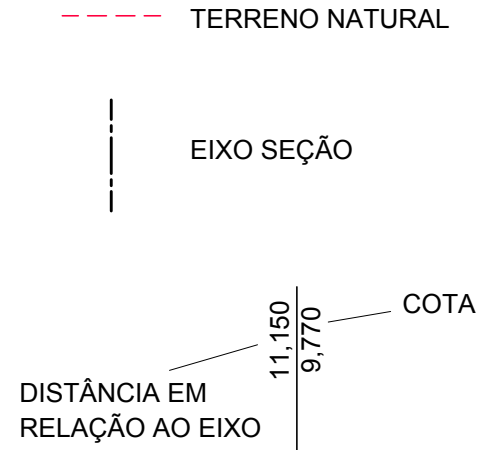 TERRENO NATURAL
EIXO SEÇÃO
11,150
9,770
COTA
DISTÂNCIA EM
RELAÇÃO AO EIXO